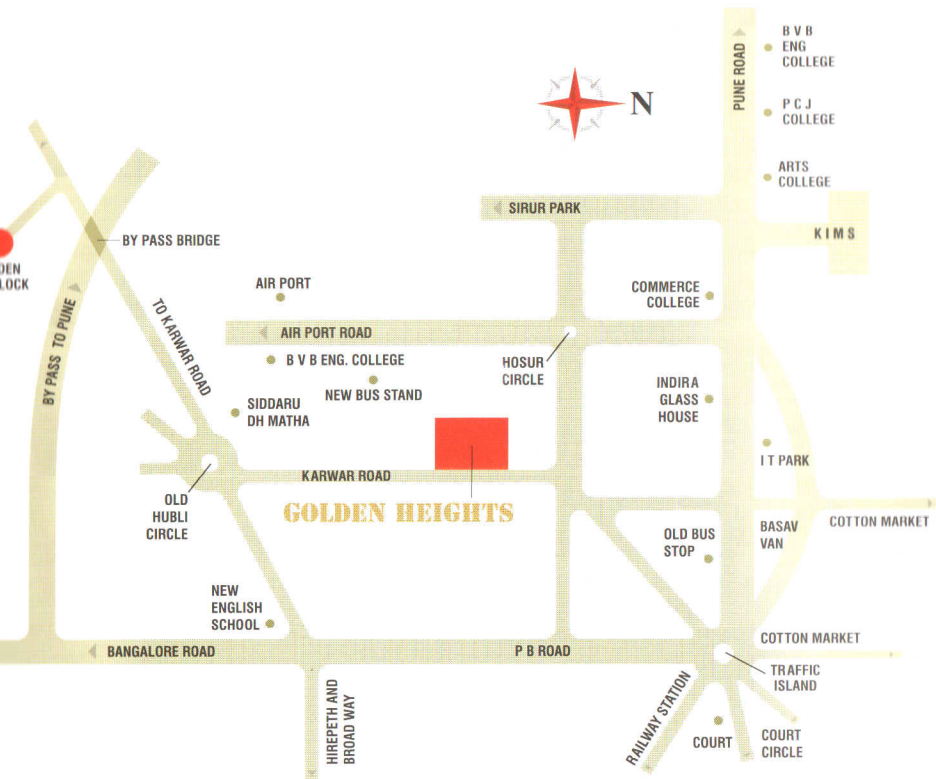 B V B
ENG
COLLEGE
PUNE ROAD
P C J
COLLEGE
N
ARTS
COLLEGE
SIRUR PARK
KIMS
BY PASS BRIDGE
AIR PORT
COMMERCE
COLLEGE
TO KARWAR ROAD
AIR PORT ROAD
BY PASS TO PUNE
B V B ENG. COLLEGE
HOSUR
CIRCLE
NEW BUS STAND
INDIRA
GLASS
HOUSE
SIDDARU
DH MATHA
I T PARK
KARWAR ROAD
OLD
HUBLI
CIRCLE
GOLDEN HEIGHTS
OLD BUS
STOP
BASAV
VAN
COTTON MARKET
NEW
ENGLISH
SCHOOL
COTTON MARKET
BANGALORE ROAD
P B ROAD
TRAFFIC
ISLAND
HIREPETH AND
BROAD WAY
RAILWAY STATION
COURT
COURT
CIRCLE